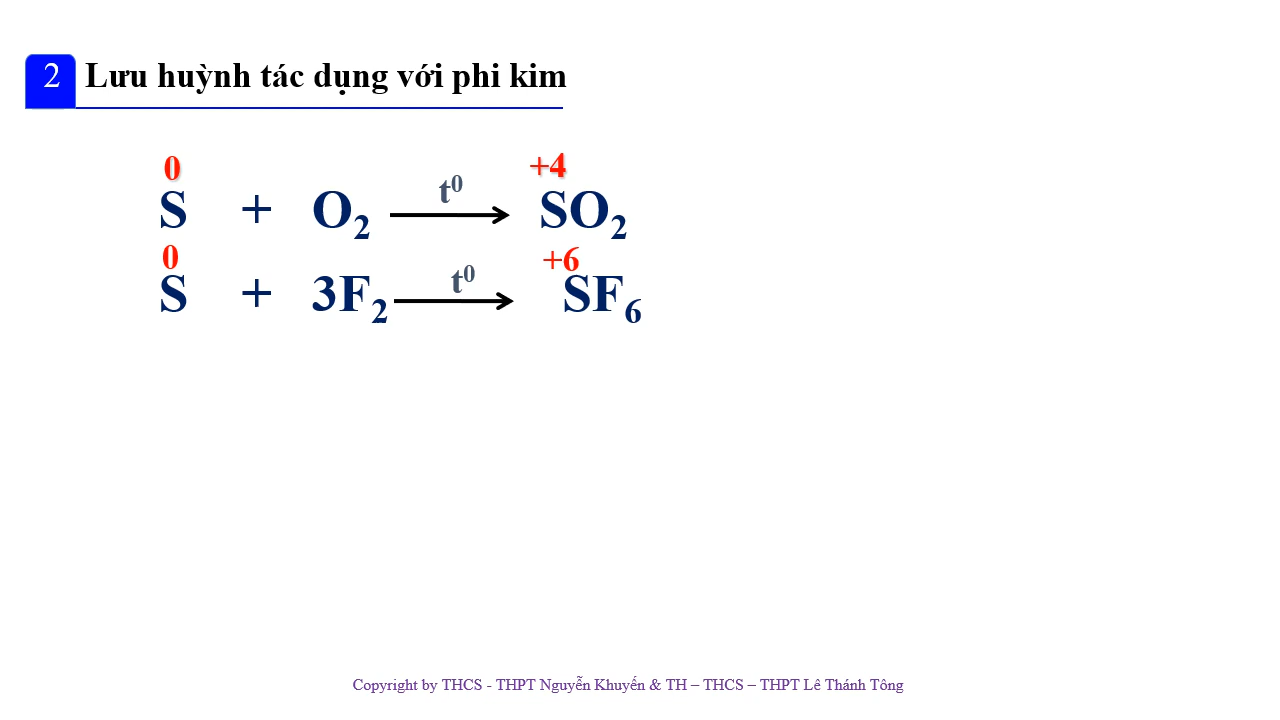 2 Lưu huỳnh tác dụng với phi kim
0 +4
S + O₂ t⁰ SO₂
0 +6
S + 3F₂ t⁰ SF₆
Copyright by THCS - THPT Nguyễn Khuyến & TH – THCS – THPT Lê Thánh Tông